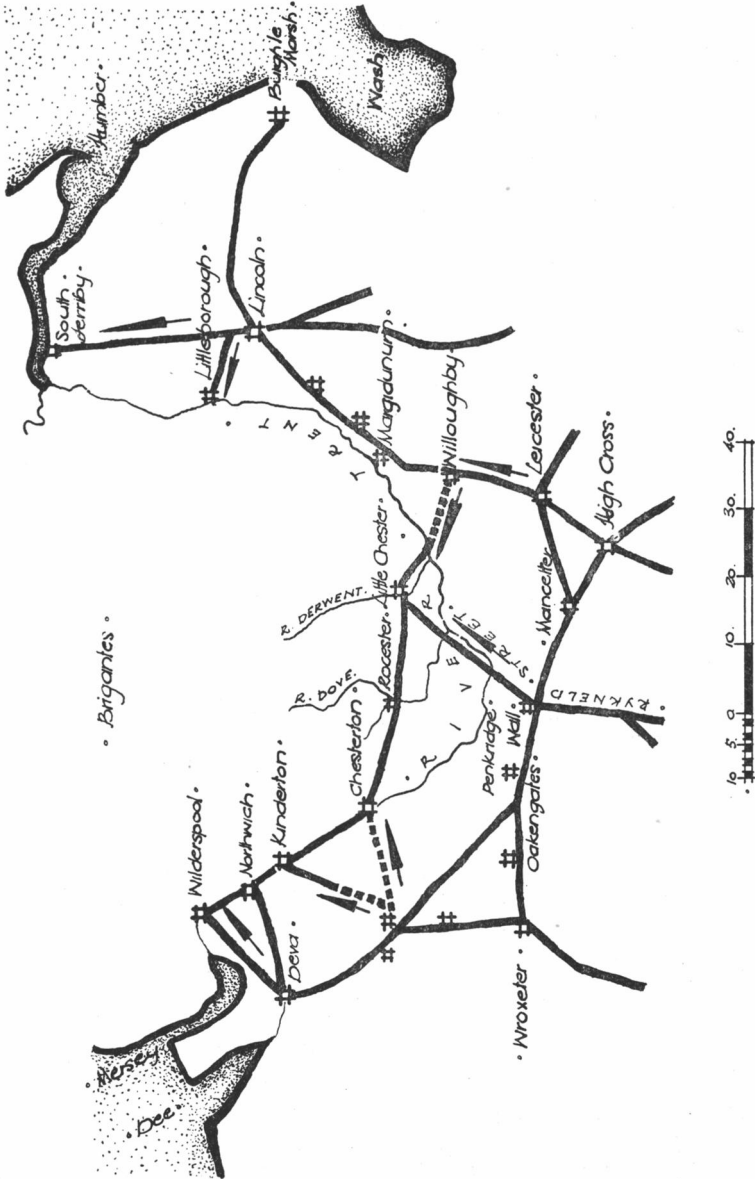 Mersey
Dee
Brigantes
Humber
Wash
Burgh le
Marsh
South
Ferriby
Littleborough
Lincoln
Wilderspool
Northwich
Kinderton
Deva
Chesterton
Rocester
Little Chester
R. DOVE.
R. DERWENT.
RIVER
TRENT
Margidunum
Willoughby
Leicester
High Cross
Mancetter
Penkridge
Wall
RYKNELD
STREET
Oakengates
Wroxeter
10. 5. 0 10. 20. 30. 40.